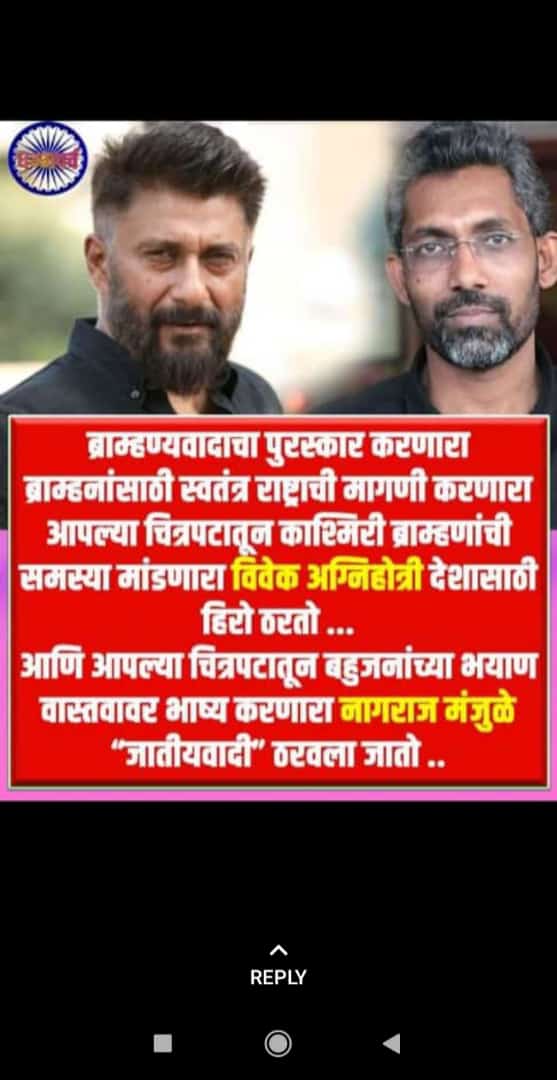 ब्राम्हण्यवादाचा पुरस्कार करणारा
ब्राम्हनांसाठी स्वतंत्र राष्ट्राची मागणी करणारा
आपल्या चित्रपटातून काश्मिरी ब्राम्हणांची
समस्या मांडणारा विवेक अग्निहोत्री देशासाठी
हिरो ठरतो ...
आणि आपल्या चित्रपटातून बहुजनांच्या भयाण
वास्तवावर भाष्य करणारा नागराज मंजुळे
“जातीयवादी” ठरवला जातो ..
REPLY